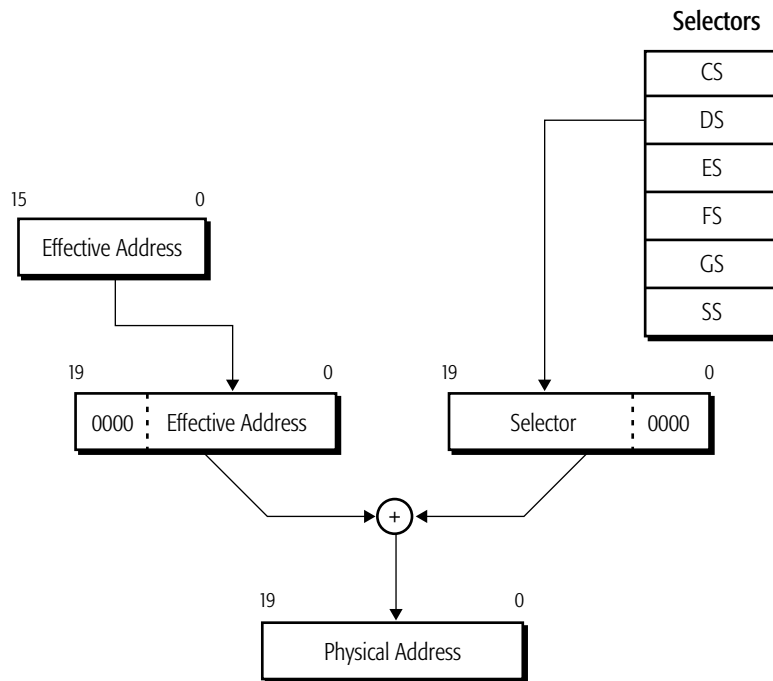 Selectors
CS
DS
ES
FS
GS
SS
15 0
Effective Address
19 0
0000 Effective Address
19 0
Selector 0000
+
19 0
Physical Address